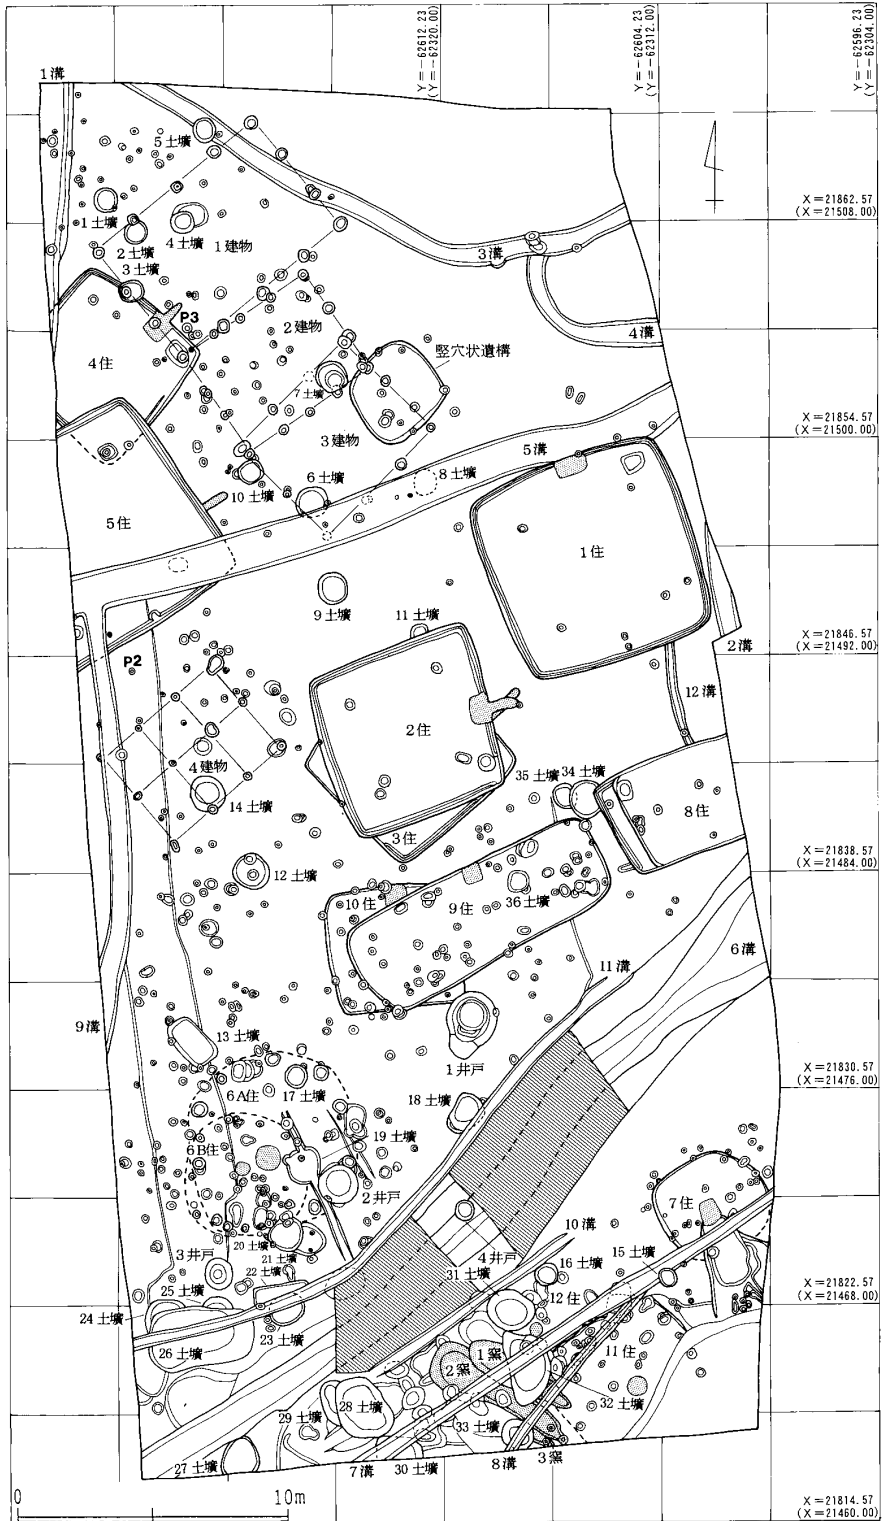 Y=-62612.23
(Y=-62320.00)
Y=-62604.23
(Y=-62312.00)
Y=-62596.23
(Y=-62304.00)
1溝
5土壙
1土壙
2土壙
4土壙
1建物
3土壙
3溝
X=21862.57
(X=21508.00)
P3
2建物
4溝
4住
竪穴状遺構
7土壙
3建物
X=21854.57
(X=21500.00)
5溝
10土壙
6土壙
8土壙
5住
1住
9土壙
11土壙
X=21846.57
(X=21492.00)
2溝
P2
12溝
2住
4建物
35土壙
34土壙
14土壙
8住
3住
X=21838.57
(X=21484.00)
12土壙
10住
9住
36土壙
6溝
11溝
9溝
13土壙
1井戸
X=21830.57
(X=21476.00)
6A住
17土壙
18土壙
6B住
19土壙
2井戸
7住
10溝
20土壙
21土壙
3井戸
22土壙
4井戸
15土壙
16土壙
31土壙
25土壙
12住
X=21822.57
(X=21468.00)
24土壙
23土壙
26土壙
1窯
2窯
11住
28土壙
32土壙
29土壙
33土壙
27土壙
7溝
30土壙
8溝
3窯
0
10m
X=21814.57
(X=21460.00)